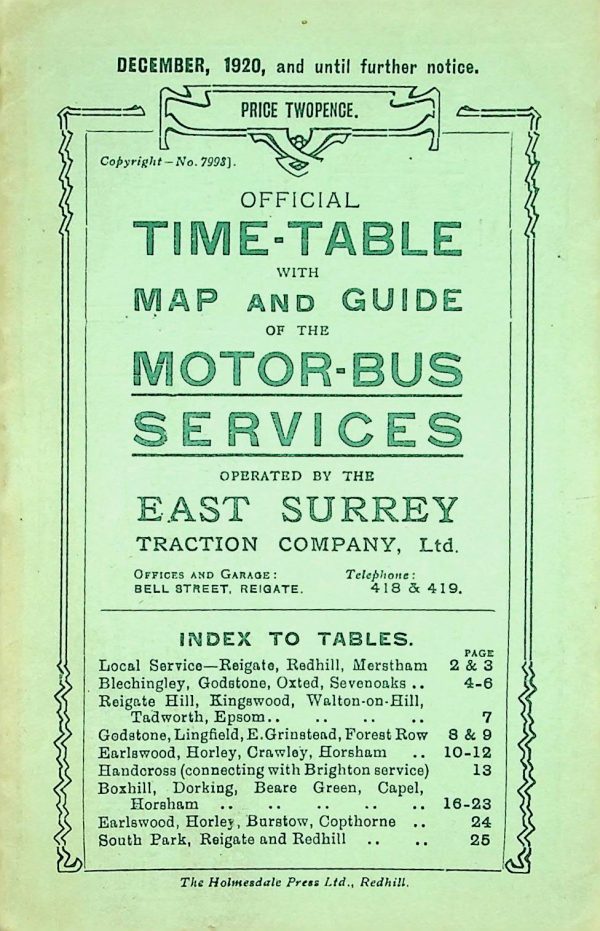 DECEMBER, 1920, and until further notice.
PRICE TWOPENCE.
Copyright—No. 7998].
OFFICIAL
TIME-TABLE
WITH
MAP AND GUIDE
OF THE
MOTOR-BUS
SERVICES
OPERATED BY THE
EAST SURREY
TRACTION COMPANY, Ltd.
OFFICES AND GARAGE: Telephone:
BELL STREET, REIGATE. 418 & 419.
INDEX TO TABLES.
PAGE
Local Service—Reigate, Redhill, Merstham 2 & 3
Blechingley, Godstone, Oxted, Sevenoaks .. 4-6
Reigate Hill, Kingswood, Walton-on-Hill,
Tadworth, Epsom.. .. .. .. 7
Godstone, Lingfield, E.Grinstead, Forest Row 8 & 9
Earlswood, Horley, Crawley, Horsham .. 10-12
Handcross (connecting with Brighton service) 13
Boxhill, Dorking, Beare Green, Capel,
Horsham .. .. .. .. .. 16-23
Earlswood, Horley, Burstow, Copthorne .. 24
South Park, Reigate and Redhill .. .. 25
The Holmesdale Press Ltd., Redhill.